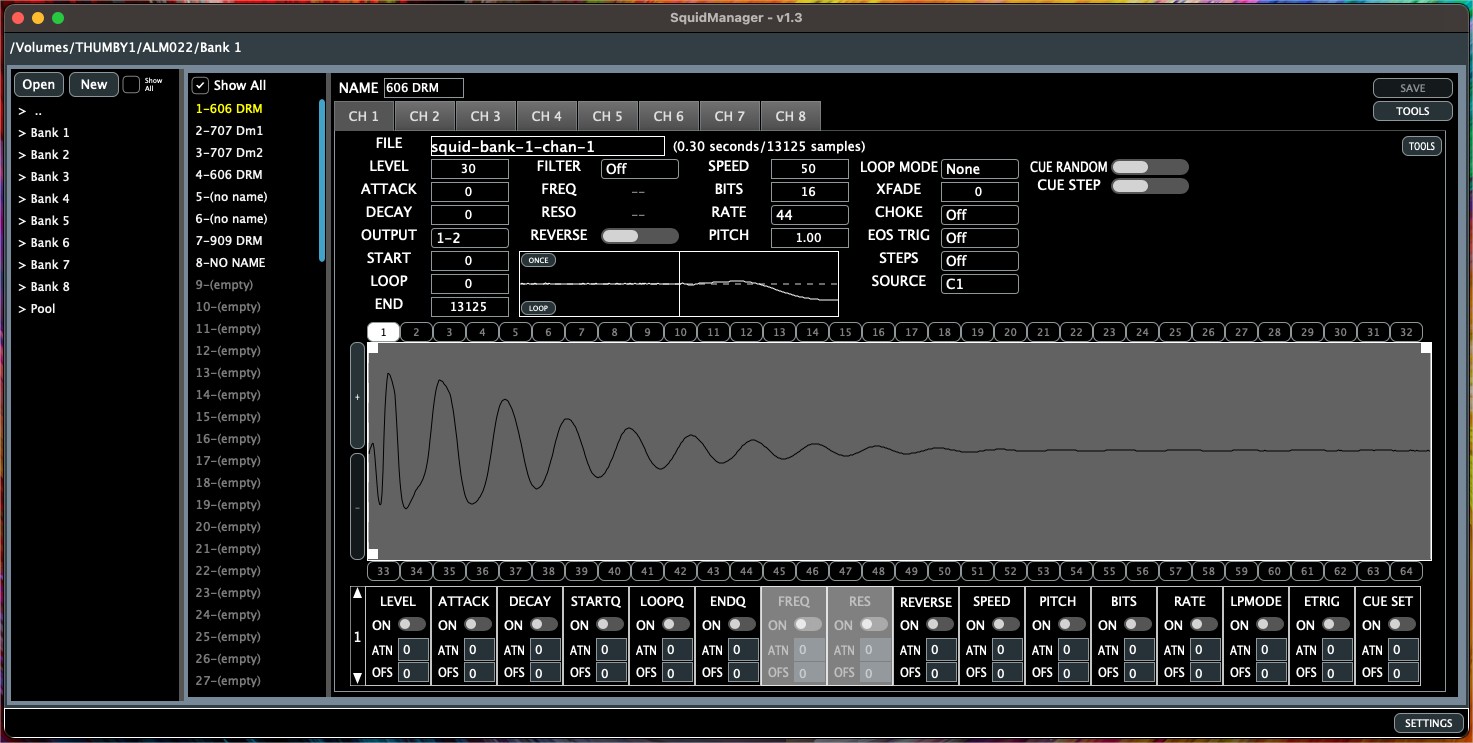 SquidManager - v1.3
/Volumes/THUMBY1/ALM022/Bank 1
Open New Show All
> ..
> Bank 1
> Bank 2
> Bank 3
> Bank 4
> Bank 5
> Bank 6
> Bank 7
> Bank 8
> Pool
Show All
1-606 DRM
2-707 Dm1
3-707 Dm2
4-606 DRM
5-(no name)
6-(no name)
7-909 DRM
8-NO NAME
9-(empty)
10-(empty)
11-(empty)
12-(empty)
13-(empty)
14-(empty)
15-(empty)
16-(empty)
17-(empty)
18-(empty)
19-(empty)
20-(empty)
21-(empty)
22-(empty)
23-(empty)
24-(empty)
25-(empty)
26-(empty)
27-(empty)
NAME 606 DRM SAVE
CH 1 CH 2 CH 3 CH 4 CH 5 CH 6 CH 7 CH 8 TOOLS
FILE squid-bank-1-chan-1 (0.30 seconds/13125 samples) TOOLS
LEVEL 30 FILTER Off SPEED 50 LOOP MODE None CUE RANDOM
ATTACK 0 FREQ -- BITS 16 XFADE 0 CUE STEP
DECAY 0 RESO -- RATE 44 CHOKE Off
OUTPUT 1-2 REVERSE PITCH 1.00 EOS TRIG Off
START 0 ONCE STEPS Off
LOOP 0 SOURCE C1
END 13125 LOOP
1 2 3 4 5 6 7 8 9 10 11 12 13 14 15 16 17 18 19 20 21 22 23 24 25 26 27 28 29 30 31 32
+
-
33 34 35 36 37 38 39 40 41 42 43 44 45 46 47 48 49 50 51 52 53 54 55 56 57 58 59 60 61 62 63 64
LEVEL ATTACK DECAY STARTQ LOOPQ ENDQ FREQ RES REVERSE SPEED PITCH BITS RATE LPMODE ETRIG CUE SET
1 ON ON ON ON ON ON ON ON ON ON ON ON ON ON ON ON
ATN 0 ATN 0 ATN 0 ATN 0 ATN 0 ATN 0 ATN 0 ATN 0 ATN 0 ATN 0 ATN 0 ATN 0 ATN 0 ATN 0 ATN 0 ATN 0
OFS 0 OFS 0 OFS 0 OFS 0 OFS 0 OFS 0 OFS 0 OFS 0 OFS 0 OFS 0 OFS 0 OFS 0 OFS 0 OFS 0 OFS 0 OFS 0
SETTINGS